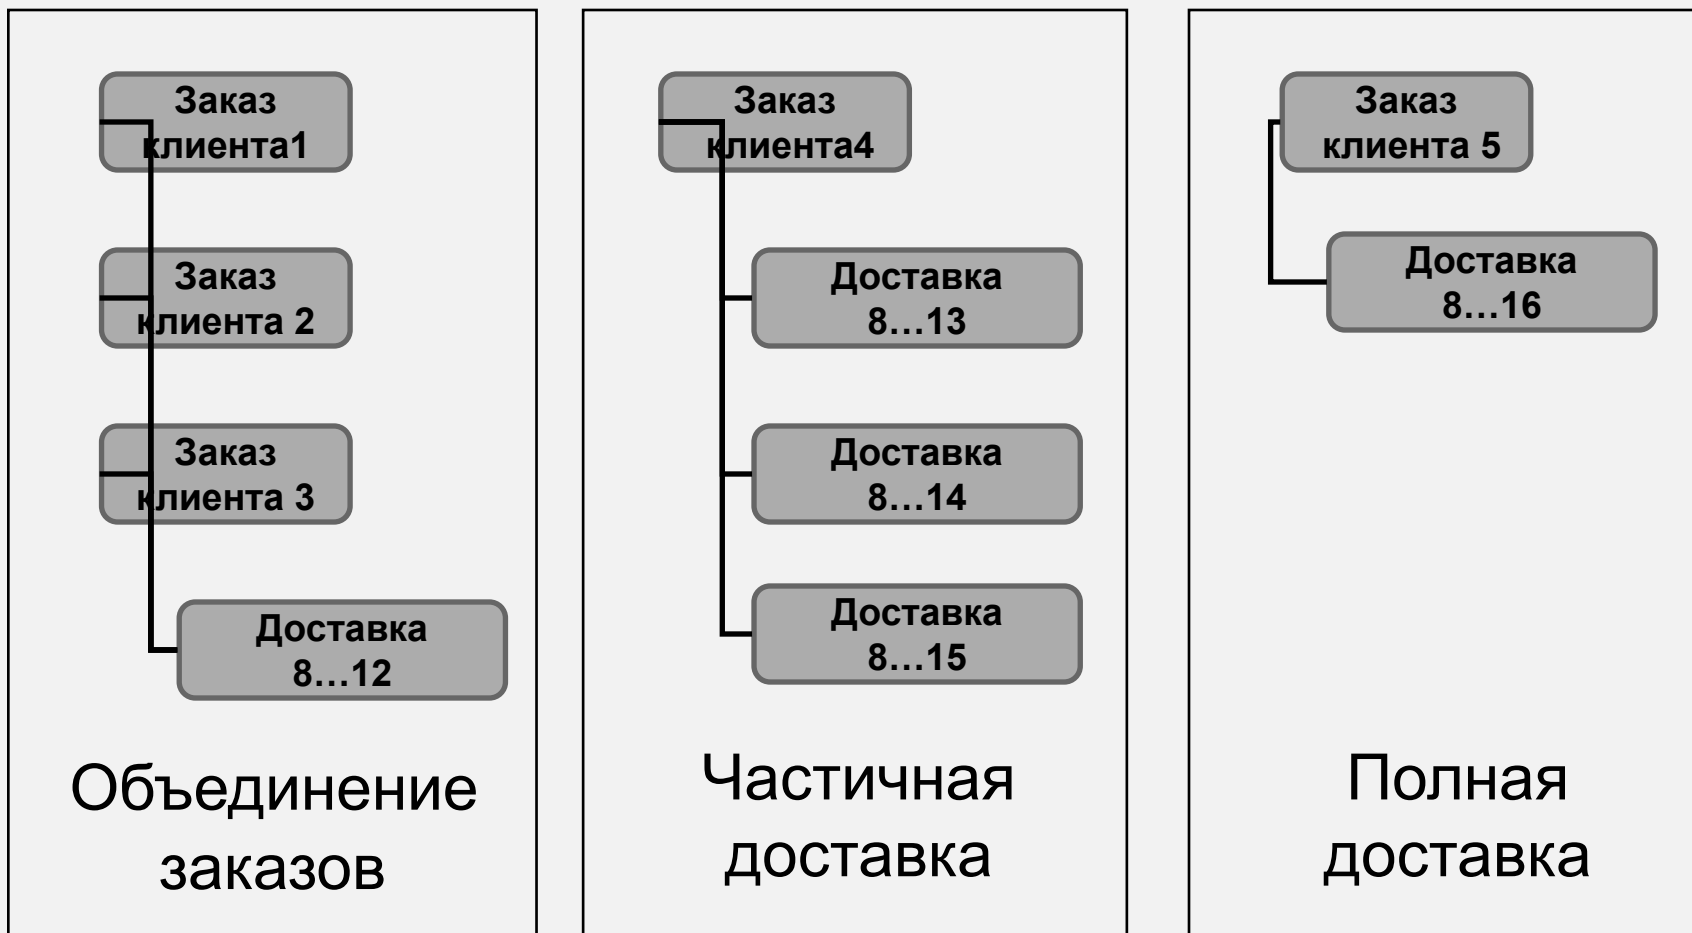 Заказ
клиента1
Заказ
клиента 2
Заказ
клиента 3
Доставка
8…12
Объединение
заказов
Заказ
клиента4
Доставка
8…13
Доставка
8…14
Доставка
8…15
Частичная
доставка
Заказ
клиента 5
Доставка
8…16
Полная
доставка